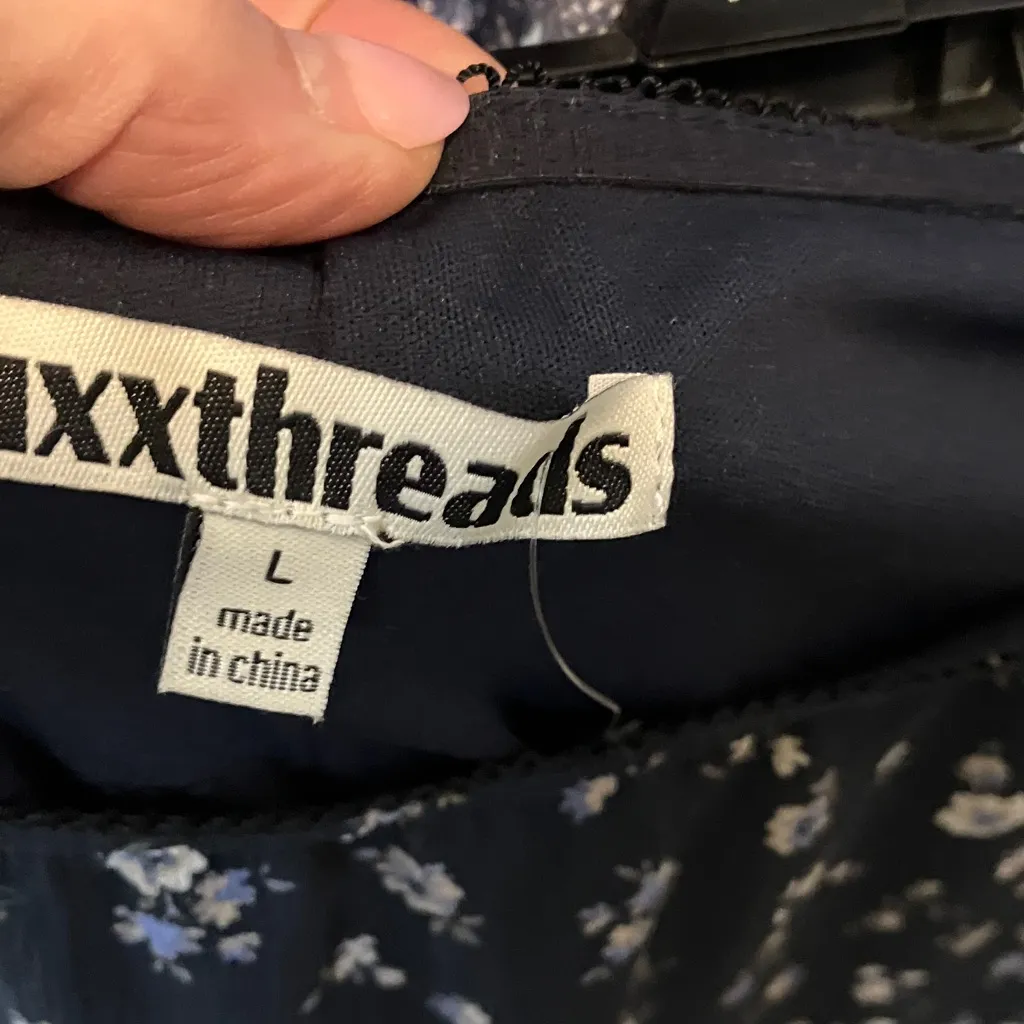 xxthreads
L
made
in china